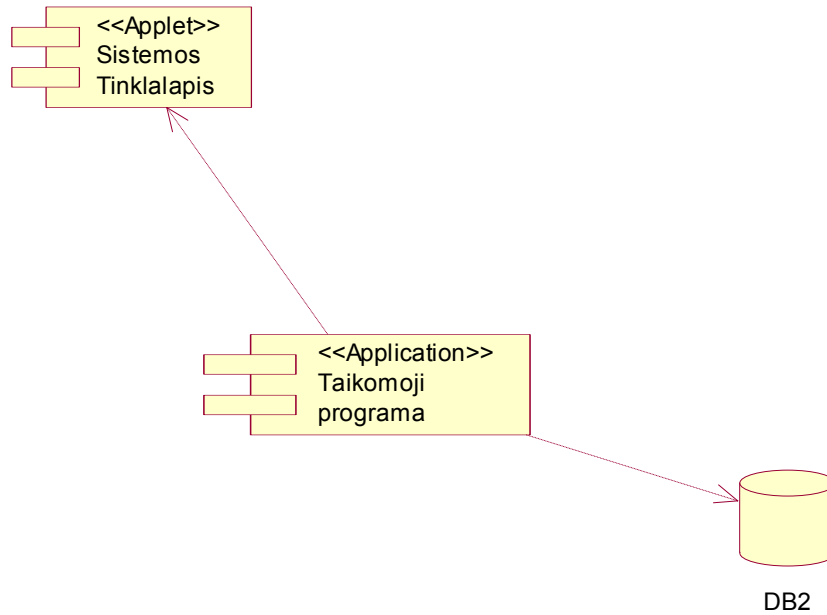 <<Applet>>
Sistemos
Tinklalapis
<<Application>>
Taikomoji
programa
DB2